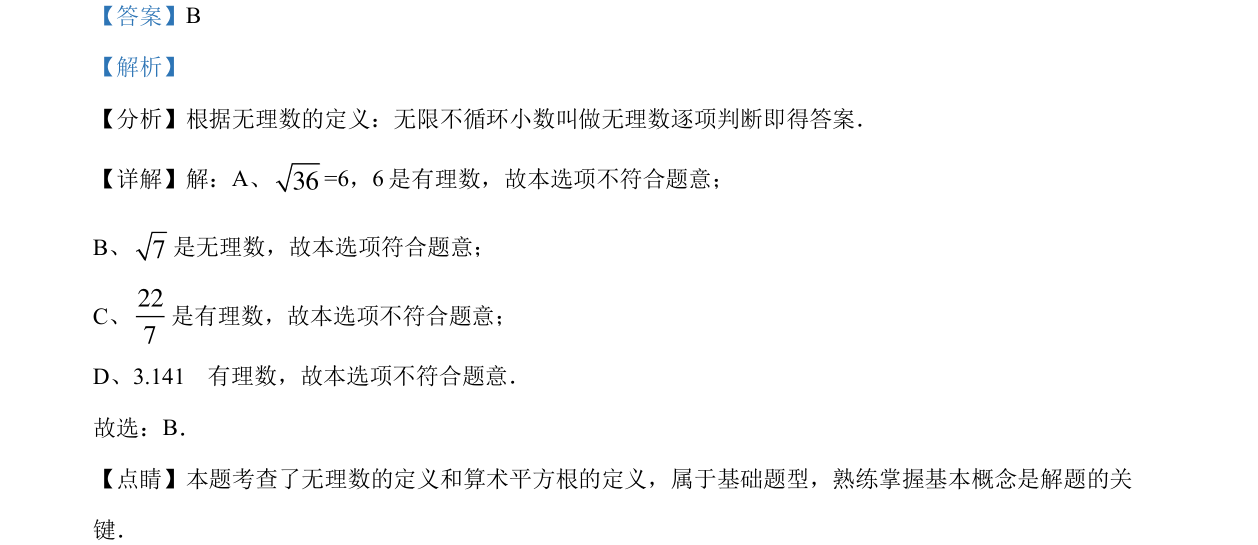 【答案】B
【解析】
【分析】根据无理数的定义：无限不循环小数叫做无理数逐项判断即得答案．
【详解】解：A、√36=6，6是有理数，故本选项不符合题意；
B、√7是无理数，故本选项符合题意；
C、22/7是有理数，故本选项不符合题意；
D、3.141 有理数，故本选项不符合题意．
故选：B．
【点睛】本题考查了无理数的定义和算术平方根的定义，属于基础题型，熟练掌握基本概念是解题的关
键．